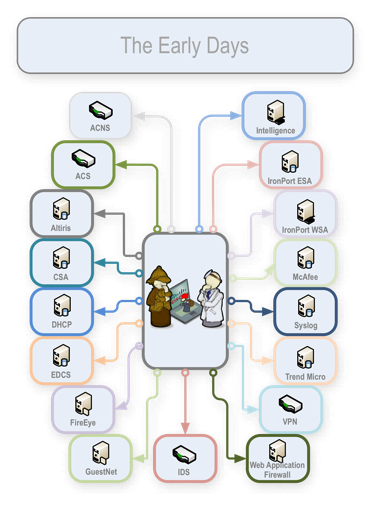 The Early Days
ACNS
Intelligence
ACS
IronPort ESA
Altiris
IronPort WSA
CSA
McAfee
DHCP
Syslog
EDCS
Trend Micro
FireEye
VPN
GuestNet
IDS
Web Application
Firewall